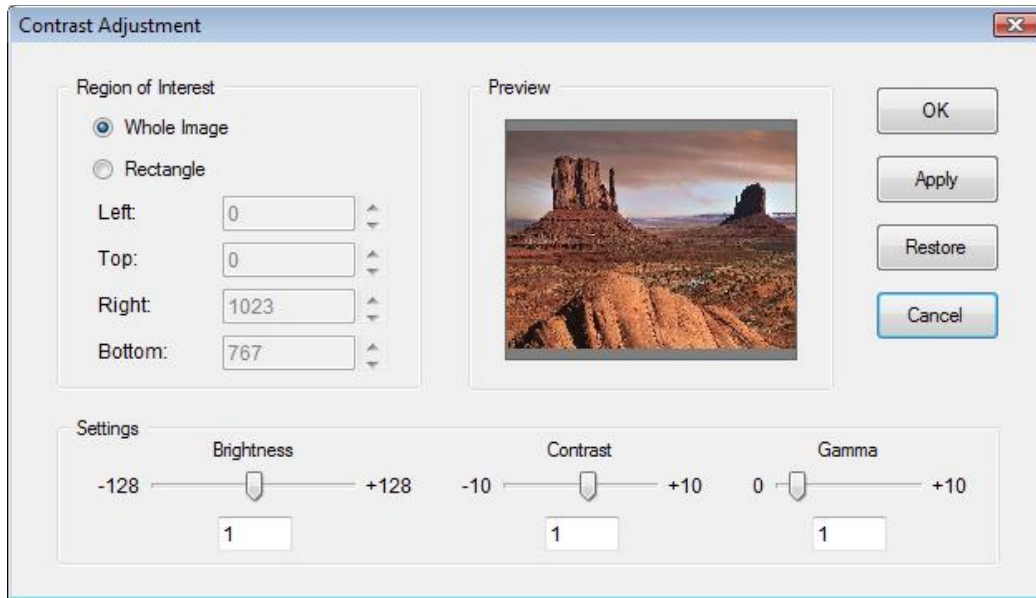 Contrast Adjustment
Region of Interest
Whole Image
Rectangle
Left: 0
Top: 0
Right: 1023
Bottom: 767
Preview
OK
Apply
Restore
Cancel
Settings
Brightness
-128 +128
1
Contrast
-10 +10
1
Gamma
0 +10
1